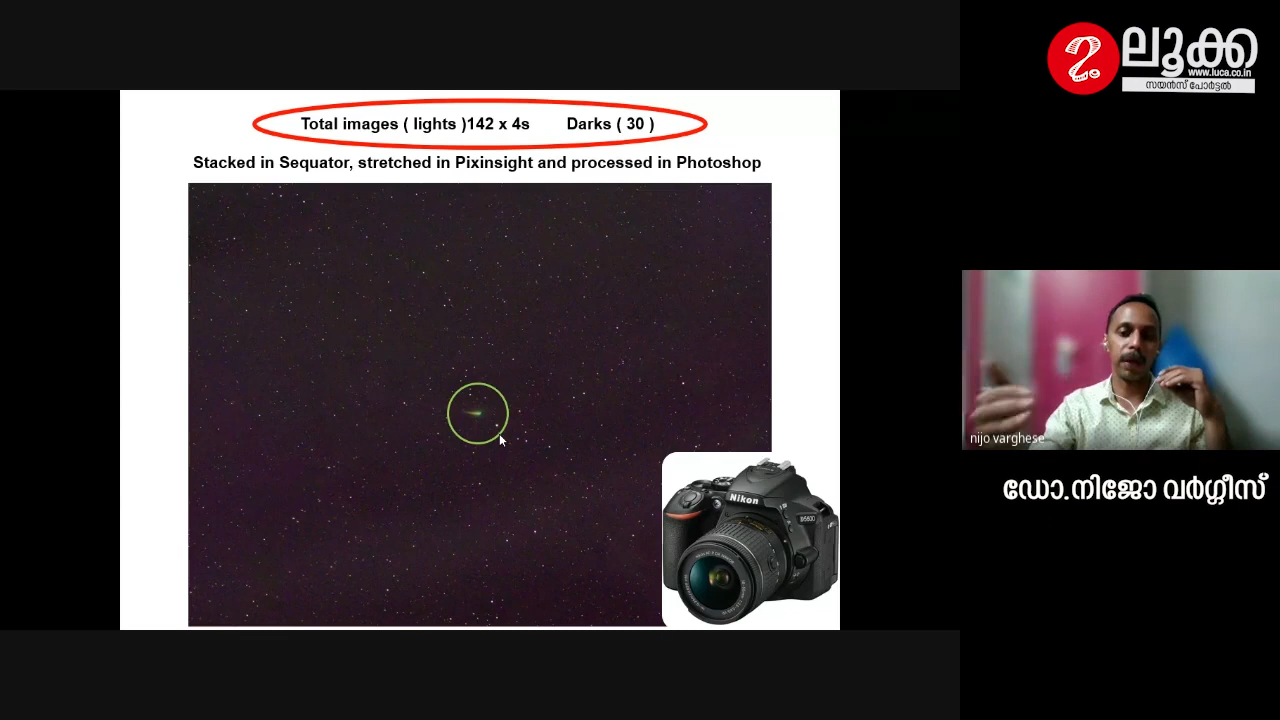 Total images ( lights )142 x 4s Darks ( 30 )
Stacked in Sequator, stretched in Pixinsight and processed in Photoshop
Nikon
D5600
ലൂക്ക
www.luca.co.in
സയൻസ് പോർട്ടൽ
nijo varghese
ഡോ.നിജോ വർഗ്ഗീസ്